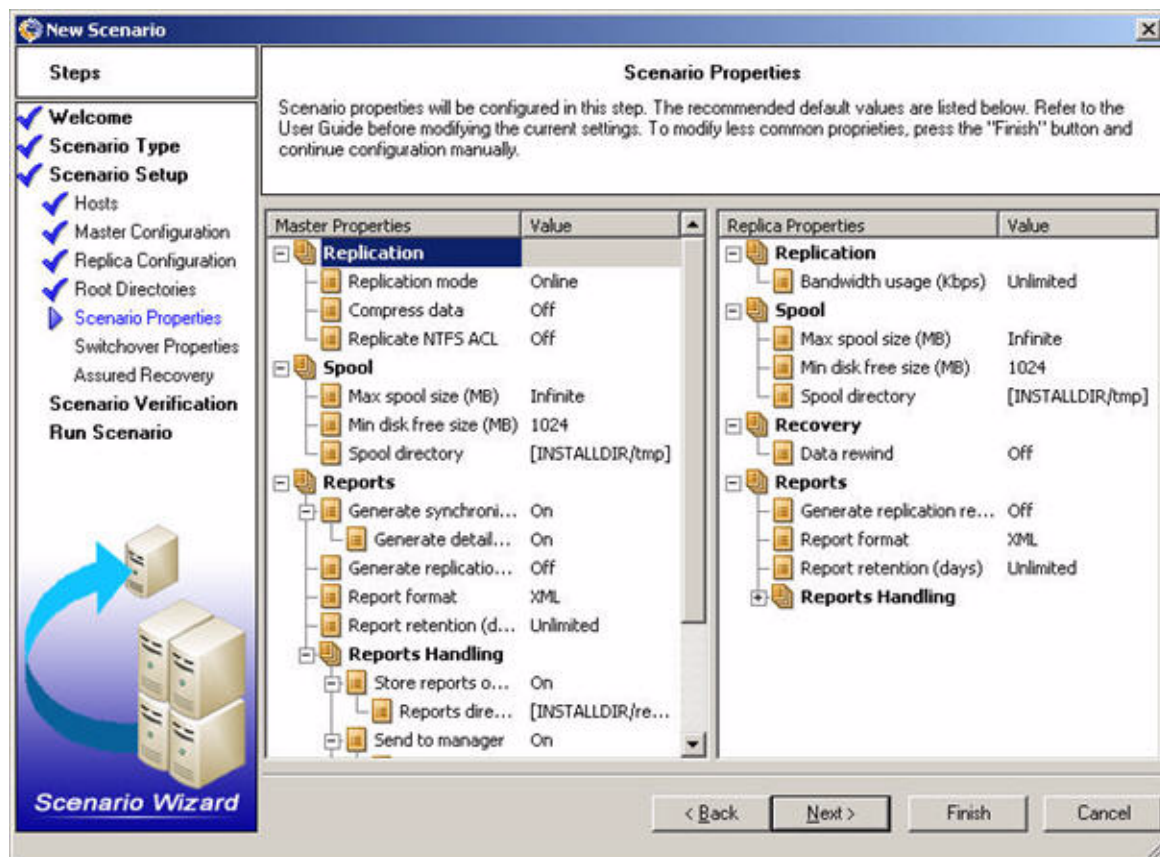 New Scenario
Steps
Welcome
Scenario Type
Scenario Setup
Hosts
Master Configuration
Replica Configuration
Root Directories
Scenario Properties
Switchover Properties
Assured Recovery
Scenario Verification
Run Scenario
Scenario Wizard
Scenario Properties
Scenario properties will be configured in this step. The recommended default values are listed below. Refer to the
User Guide before modifying the current settings. To modify less common proprieties, press the "Finish" button and
continue configuration manually.
Master Properties Value
Replication
Replication mode Online
Compress data Off
Replicate NTFS ACL Off
Spool
Max spool size (MB) Infinite
Min disk free size (MB) 1024
Spool directory [INSTALLDIR/tmp]
Reports
Generate synchroni... On
Generate detail... On
Generate replicatio... Off
Report format XML
Report retention (d... Unlimited
Reports Handling
Store reports o... On
Reports dire... [INSTALLDIR/re...
Send to manager On
Replica Properties Value
Replication
Bandwidth usage (Kbps) Unlimited
Spool
Max spool size (MB) Infinite
Min disk free size (MB) 1024
Spool directory [INSTALLDIR/tmp]
Recovery
Data rewind Off
Reports
Generate replication re... Off
Report format XML
Report retention (days) Unlimited
Reports Handling
< Back Next > Finish Cancel